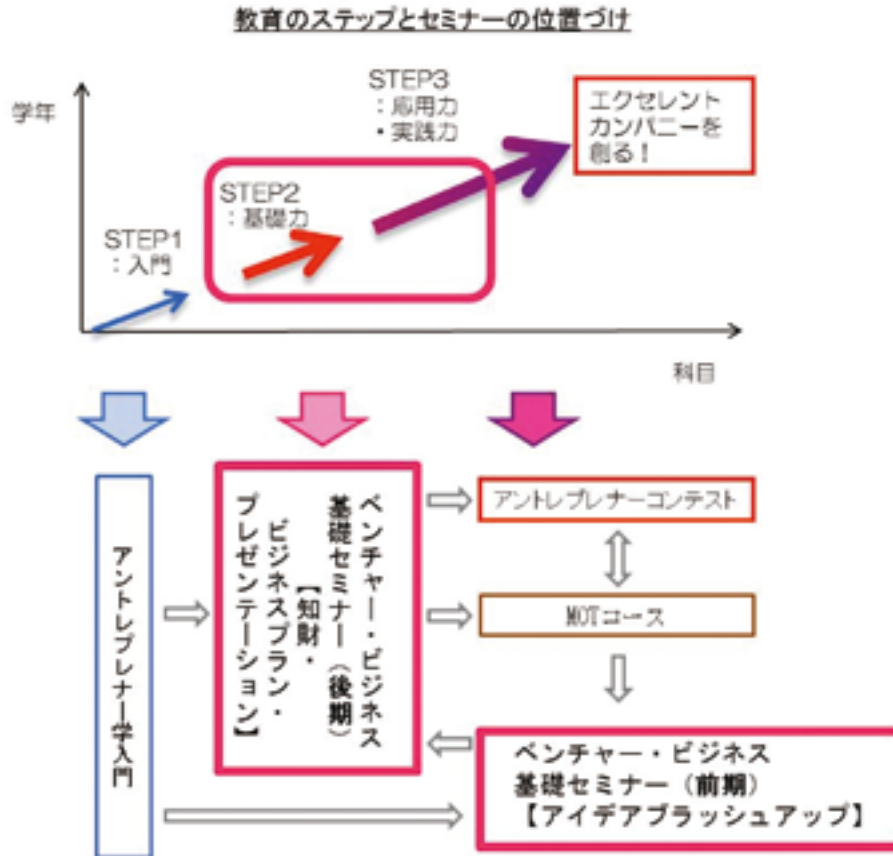 教育のステップとセミナーの位置づけ
学年
STEP3
：応用力
・実践力
エクセレント
カンパニーを
創る！
STEP2
：基礎力
STEP1
：入門
科目
アントレプレナー学入門
ベンチャー・ビジネス
基礎セミナー（後期）
【知財・
ビジネスプラン・
プレゼンテーション】
アントレプレナーコンテスト
MOTコース
ベンチャー・ビジネス
基礎セミナー（前期）
【アイデアブラッシュアップ】